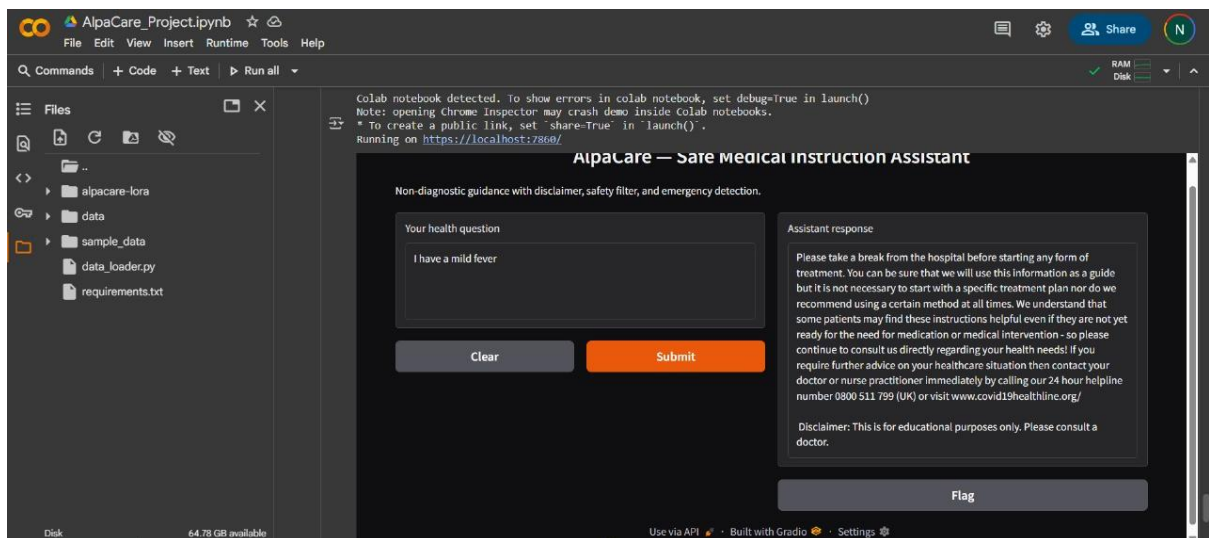 AlpaCare_Project.ipynb
File Edit View Insert Runtime Tools Help
Share
N
Commands + Code + Text Run all
RAM
Disk
Files
..
alpacare-lora
data
sample_data
data_loader.py
requirements.txt
Disk 64.78 GB available
Colab notebook detected. To show errors in colab notebook, set debug=True in launch()
Note: opening Chrome Inspector may crash demo inside Colab notebooks.
* To create a public link, set `share=True` in `launch()`.
Running on https://localhost:7860/
AlpaCare — Safe Medical Instruction Assistant
Non-diagnostic guidance with disclaimer, safety filter, and emergency detection.
Your health question
I have a mild fever
Clear
Submit
Assistant response
Please take a break from the hospital before starting any form of
treatment. You can be sure that we will use this information as a guide
but it is not necessary to start with a specific treatment plan nor do we
recommend using a certain method at all times. We understand that
some patients may find these instructions helpful even if they are not yet
ready for the need for medication or medical intervention - so please
continue to consult us directly regarding your health needs! If you
require further advice on your healthcare situation then contact your
doctor or nurse practitioner immediately by calling our 24 hour helpline
number 0800 511 799 (UK) or visit www.covid19healthline.org/
Disclaimer: This is for educational purposes only. Please consult a
doctor.
Flag
Use via API · Built with Gradio · Settings